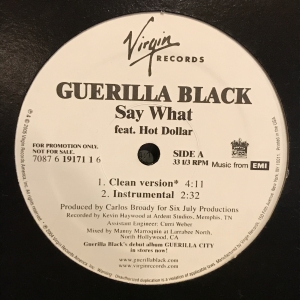 Virgin
RECORDS
GUERILLA BLACK
Say What
feat. Hot Dollar
FOR PROMOTION ONLY.
NOT FOR SALE.
7087 6 19171 1 6
SIDE A
33 1/3 RPM
Music from EMI
1. Clean version* 4:11
2. Instrumental 2:32
Produced by Carlos Broady for Six July Productions
Recorded by Kevin Haywood at Ardent Studios, Memphis, TN
Assistant Engineer: Curry Weber
Mixed by Manny Marroquin at Larrabee North,
North Hollywood, CA
Guerilla Black's debut album GUERILLA CITY
in stores now!
www.guerillablack.com
www.virginrecords.com